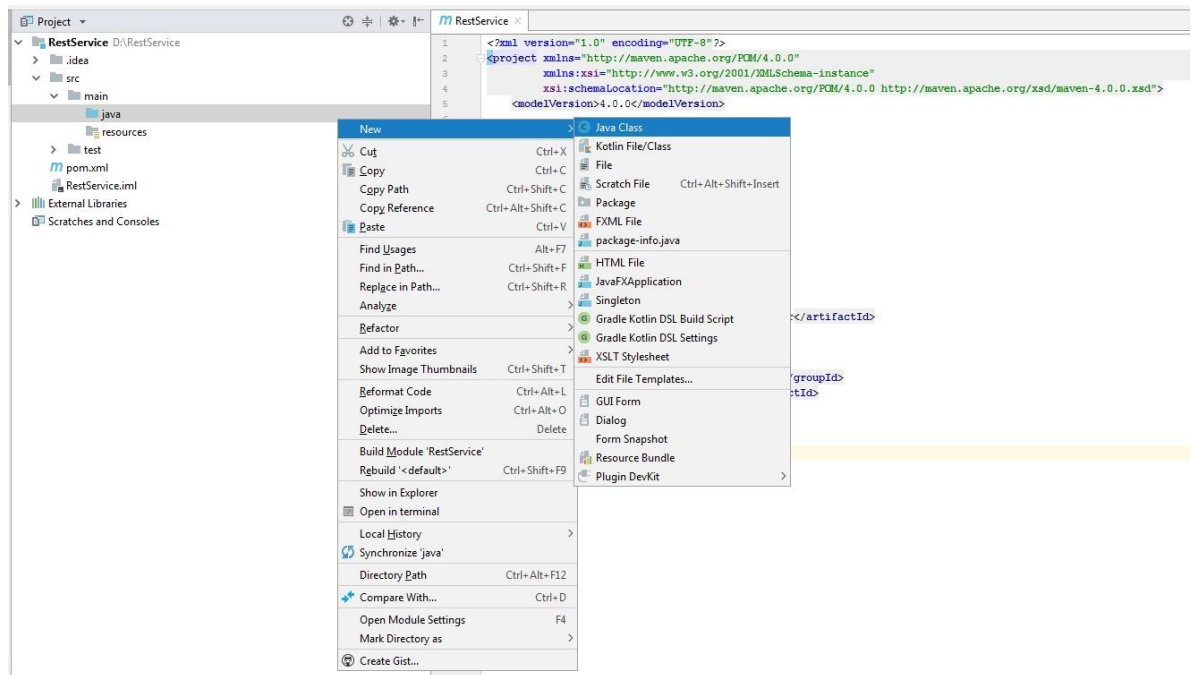 Project
RestService D:\RestService
.idea
src
main
java
resources
test
pom.xml
RestService.iml
External Libraries
Scratches and Consoles
RestService
1 <?xml version="1.0" encoding="UTF-8"?>
2 <project xmlns="http://maven.apache.org/POM/4.0.0"
3 xmlns:xsi="http://www.w3.org/2001/XMLSchema-instance"
4 xsi:schemaLocation="http://maven.apache.org/POM/4.0.0 http://maven.apache.org/xsd/maven-4.0.0.xsd">
5 <modelVersion>4.0.0</modelVersion>
</artifactId>
/groupId>
ctId>
New
Cut Ctrl+X
Copy Ctrl+C
Copy Path Ctrl+Shift+C
Copy Reference Ctrl+Alt+Shift+C
Paste Ctrl+V
Find Usages Alt+F7
Find in Path... Ctrl+Shift+F
Replace in Path... Ctrl+Shift+R
Analyze
Refactor
Add to Favorites
Show Image Thumbnails Ctrl+Shift+T
Reformat Code Ctrl+Alt+L
Optimize Imports Ctrl+Alt+O
Delete... Delete
Build Module 'RestService'
Rebuild '<default>' Ctrl+Shift+F9
Show in Explorer
Open in terminal
Local History
Synchronize 'java'
Directory Path Ctrl+Alt+F12
Compare With... Ctrl+D
Open Module Settings F4
Mark Directory as
Create Gist...
Java Class
Kotlin File/Class
File
Scratch File Ctrl+Alt+Shift+Insert
Package
FXML File
package-info.java
HTML File
JavaFXApplication
Singleton
Gradle Kotlin DSL Build Script
Gradle Kotlin DSL Settings
XSLT Stylesheet
Edit File Templates...
GUI Form
Dialog
Form Snapshot
Resource Bundle
Plugin DevKit